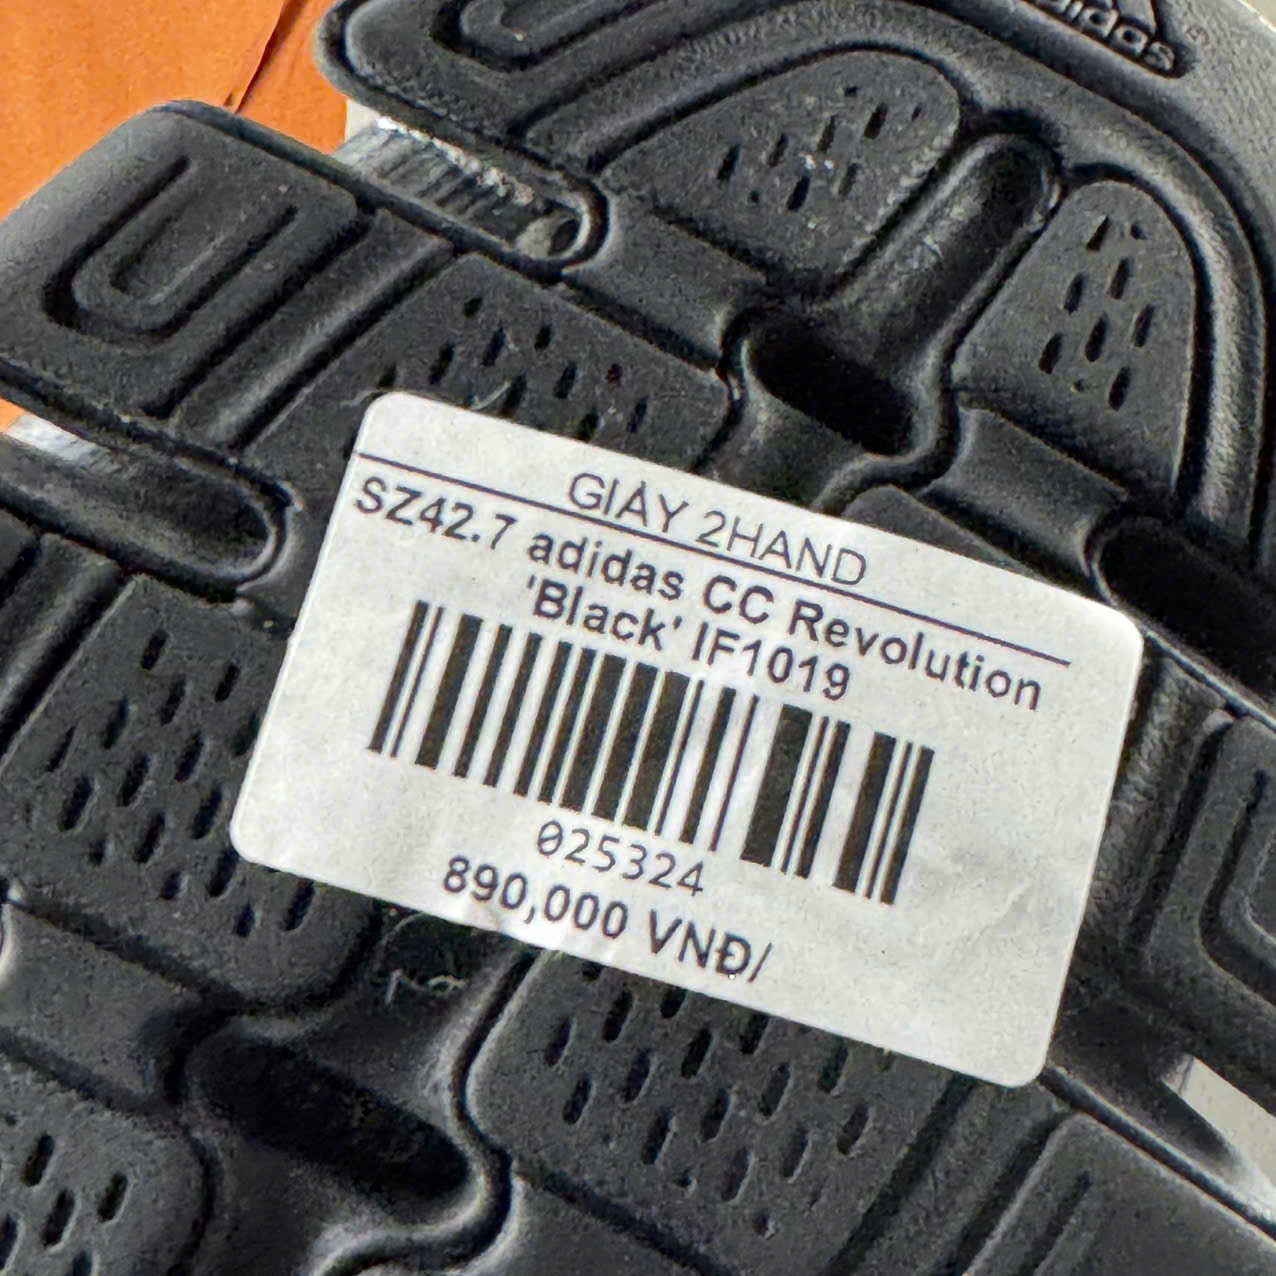 adidas
GIÀY 2HAND
SZ42.7 adidas CC Revolution
'Black' IF1019
025324
890,000 VNĐ/